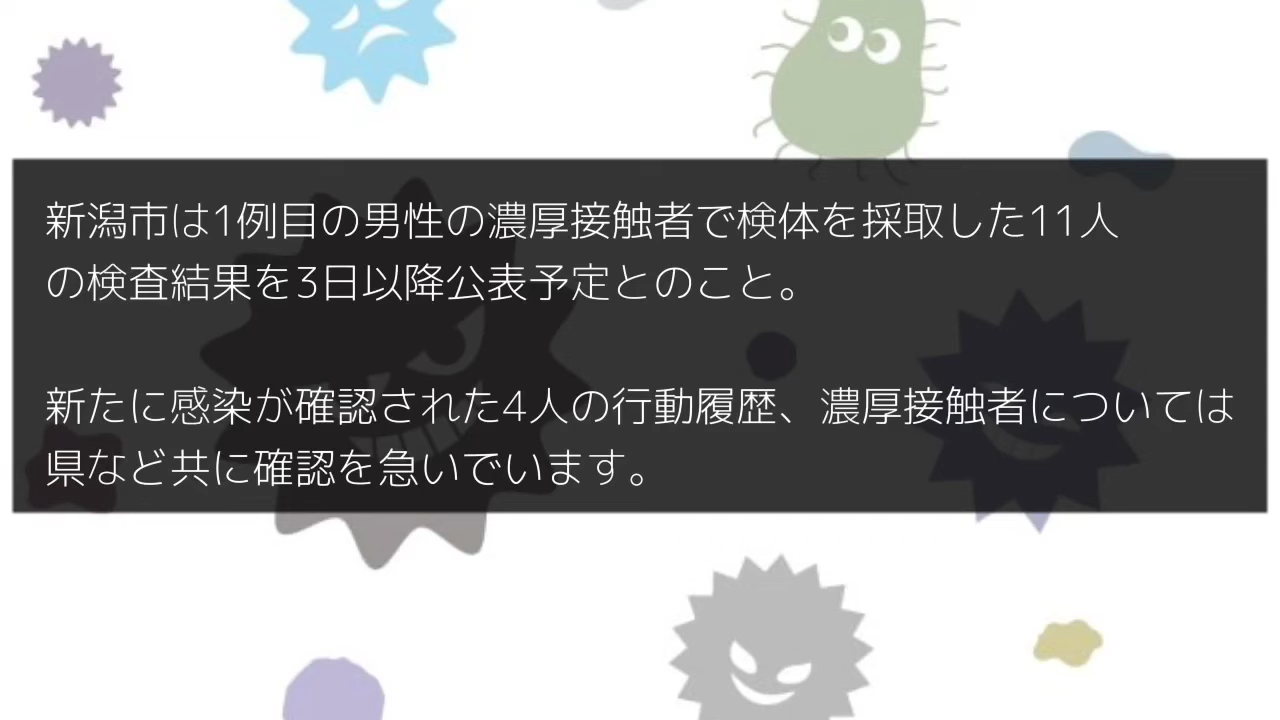 新潟市は1例目の男性の濃厚接触者で検体を採取した11人
の検査結果を3日以降公表予定とのこと。
新たに感染が確認された4人の行動履歴、濃厚接触者については
県など共に確認を急いでいます。